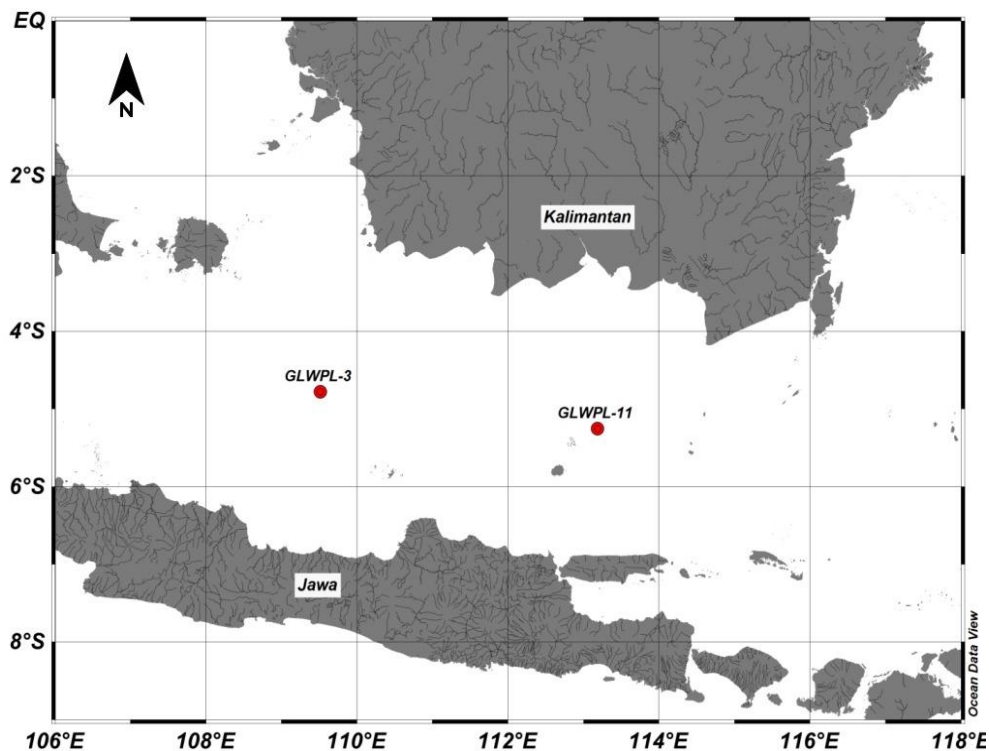 EQ
N
2°S
Kalimantan
4°S
GLWPL-3
GLWPL-11
6°S
Jawa
8°S
Ocean Data View
106°E
108°E
110°E
112°E
114°E
116°E
118°E